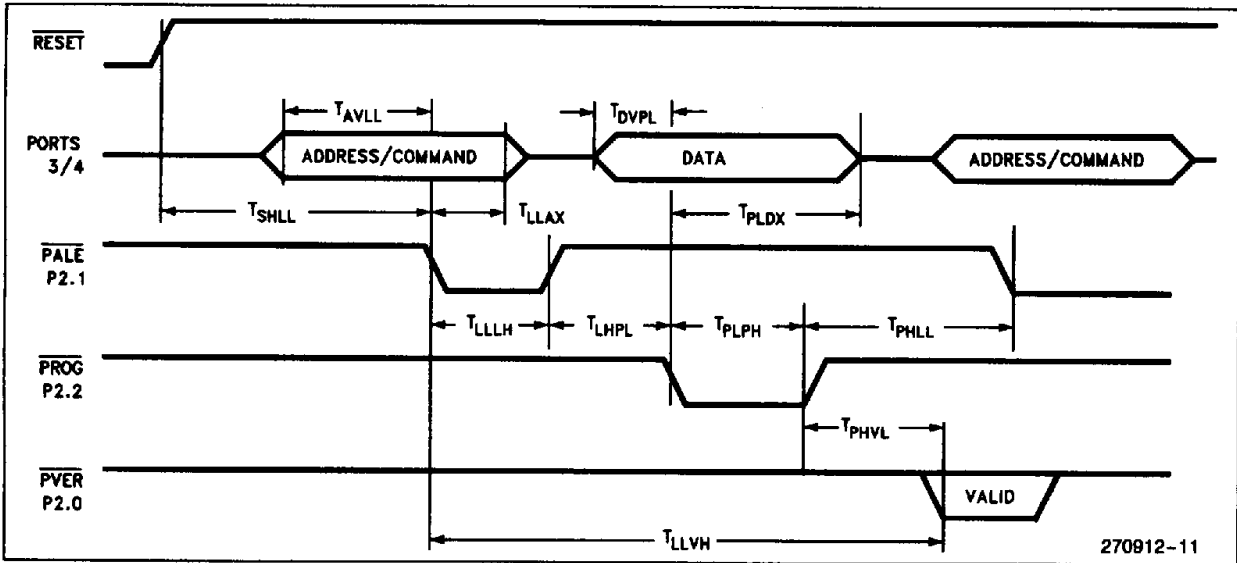 RESET
T_AVLL
T_DVPL
PORTS
3/4
ADDRESS/COMMAND
DATA
ADDRESS/COMMAND
T_SHLL
T_LLAX
T_PLDX
PALE
P2.1
T_LLLH
T_LHPL
T_PLPH
T_PHLL
PROG
P2.2
T_PHVL
PVER
P2.0
VALID
T_LLVH
270912-11